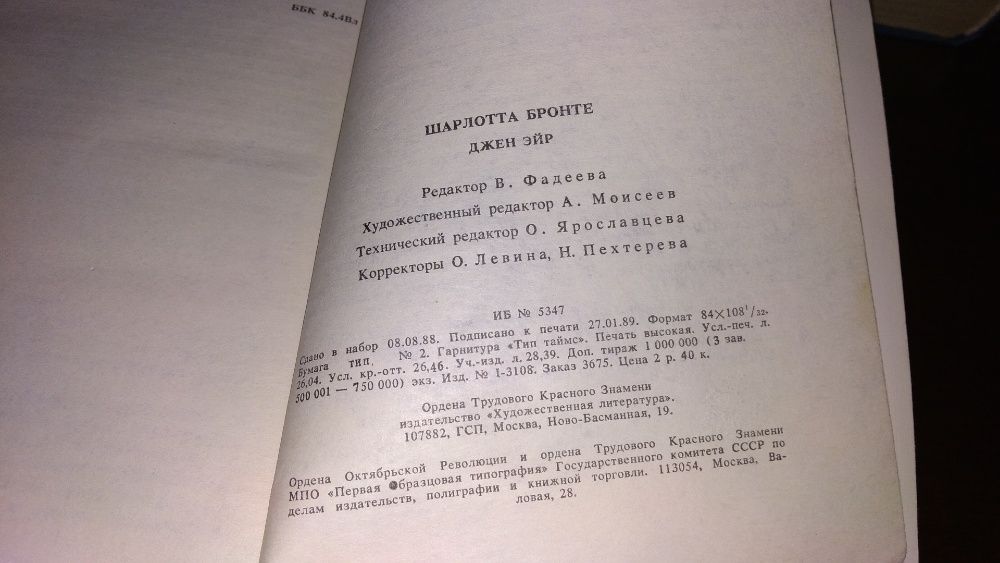 ББК 84.4Вл
ШАРЛОТТА БРОНТЕ
ДЖЕН ЭЙР
Редактор В. Фадеева
Художественный редактор А. Моисеев
Технический редактор О. Ярославцева
Корректоры О. Левина, Н. Пехтерева
ИБ № 5347
Сдано в набор 08.08.88. Подписано к печати 27.01.89. Формат 84×108¹/₃₂.
Бумага тип. № 2. Гарнитура «Тип таймс». Печать высокая. Усл.-печ. л.
26,04. Усл. кр.-отт. 26,46. Уч.-изд. л. 28,39. Доп. тираж 1 000 000 (3 зав.
500 001 — 750 000) экз. Изд. № I-3108. Заказ 3675. Цена 2 р. 40 к.
Ордена Трудового Красного Знамени
издательство «Художественная литература».
107882, ГСП, Москва, Ново-Басманная, 19.
Ордена Октябрьской Революции и ордена Трудового Красного Знамени
МПО «Первая Образцовая типография» Государственного комитета СССР по
делам издательств, полиграфии и книжной торговли. 113054, Москва, Ва-
ловая, 28.